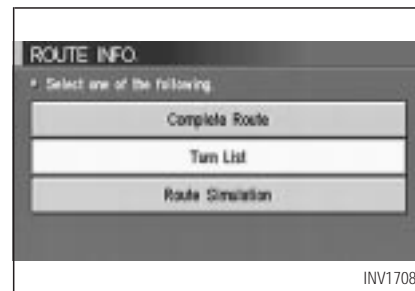 ROUTE INFO.
• Select one of the following.
Complete Route
Turn List
Route Simulation
INV1708